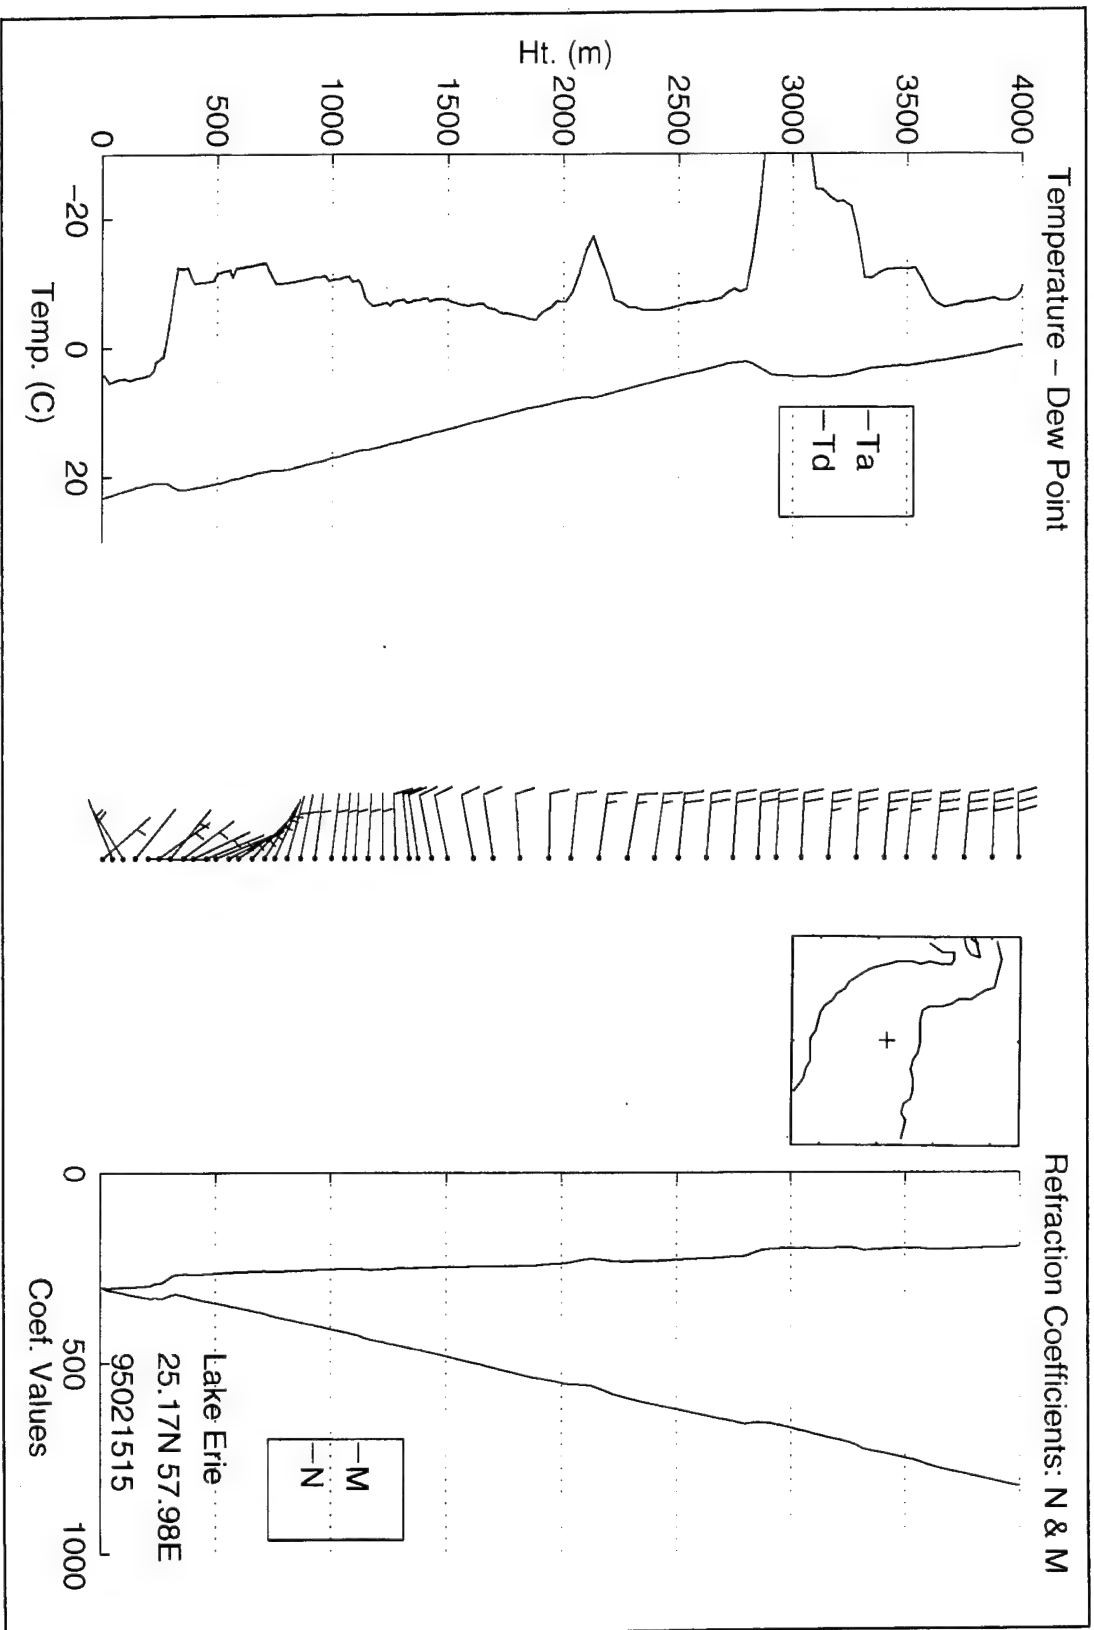 Temperature – Dew Point
Ht. (m)
4000
3500
3000
2500
2000
1500
1000
500
0
–20
0
20
Temp. (C)
–Ta
–Td
Refraction Coefficients: N & M
0
500
1000
Coef. Values
–M
–N
Lake Erie
25.17N 57.98E
95021515